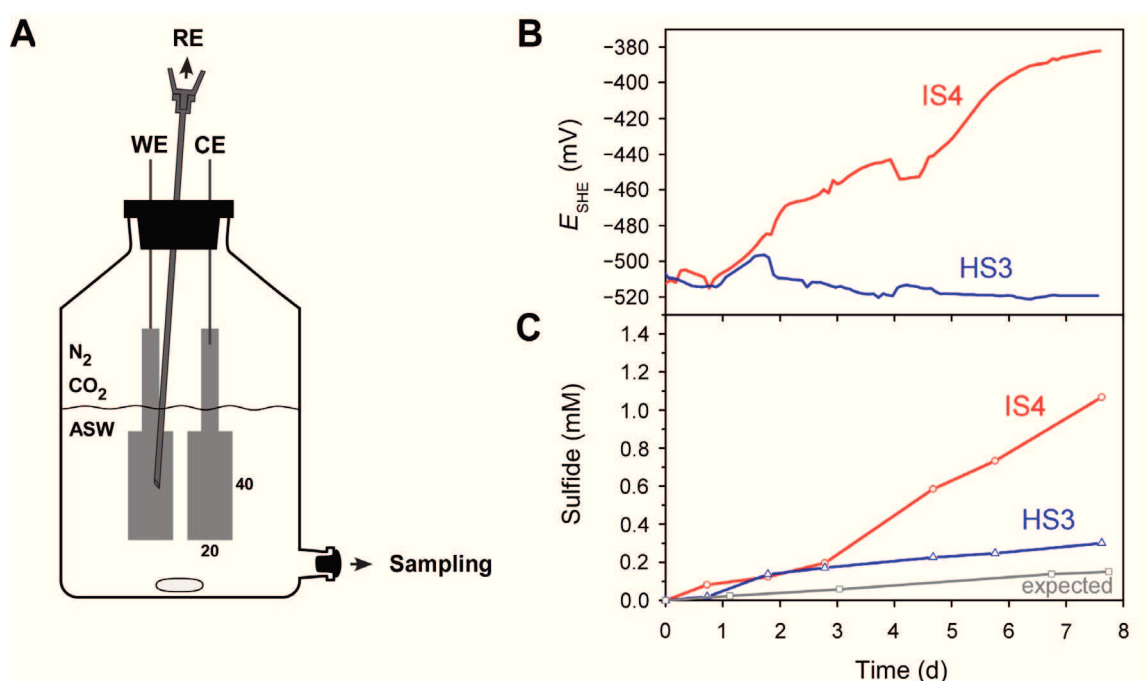 A
RE
WE
CE
N2
CO2
ASW
40
20
Sampling
B
ESHE (mV)
−380
−400
−420
−440
−460
−480
−500
−520
IS4
HS3
C
Sulfide (mM)
1.4
1.2
1.0
0.8
0.6
0.4
0.2
0.0
IS4
HS3
expected
0 1 2 3 4 5 6 7 8
Time (d)